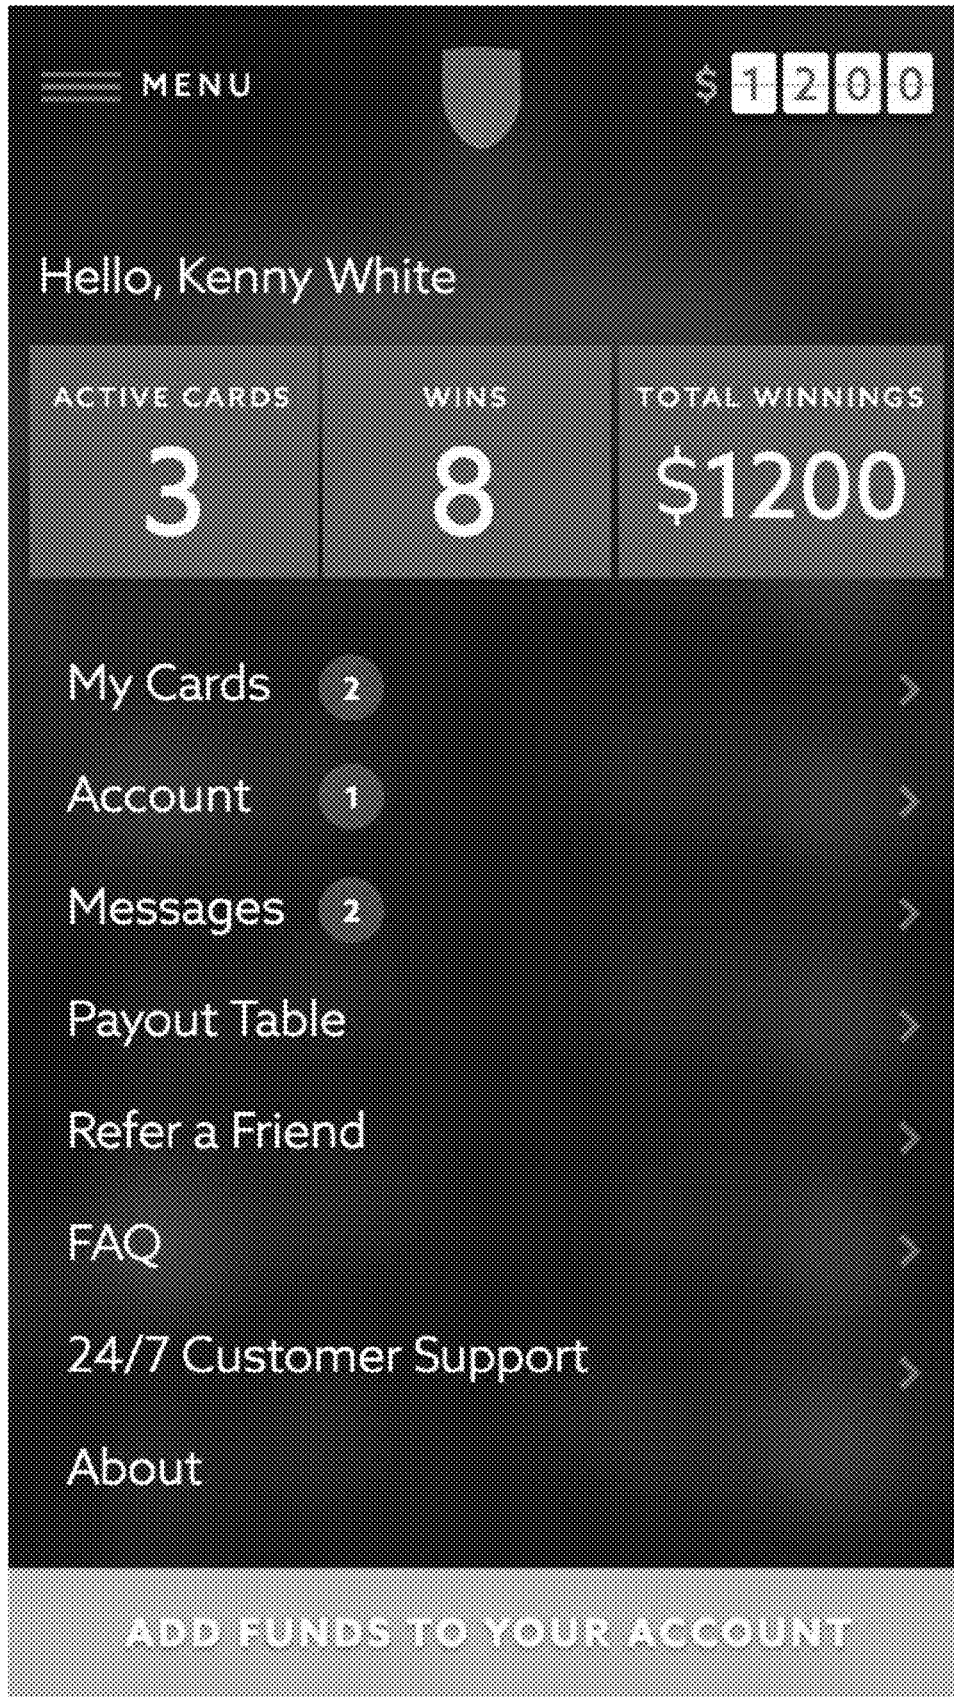 MENU
$ 1 2 0 0
Hello, Kenny White
ACTIVE CARDS
3
WINS
8
TOTAL WINNINGS
$1200
My Cards 2
Account 1
Messages 2
Payout Table
Refer a Friend
FAQ
24/7 Customer Support
About
ADD FUNDS TO YOUR ACCOUNT